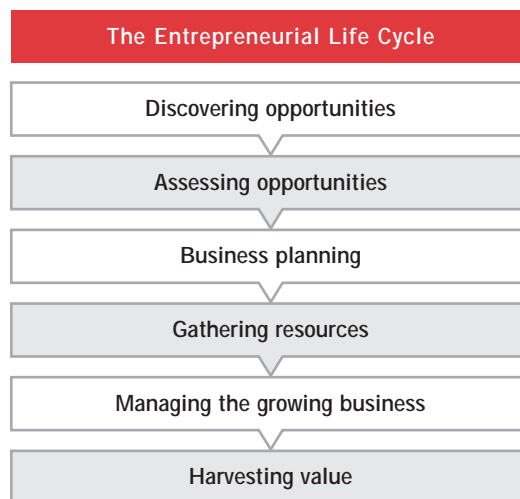 The Entrepreneurial Life Cycle
Discovering opportunities
Assessing opportunities
Business planning
Gathering resources
Managing the growing business
Harvesting value